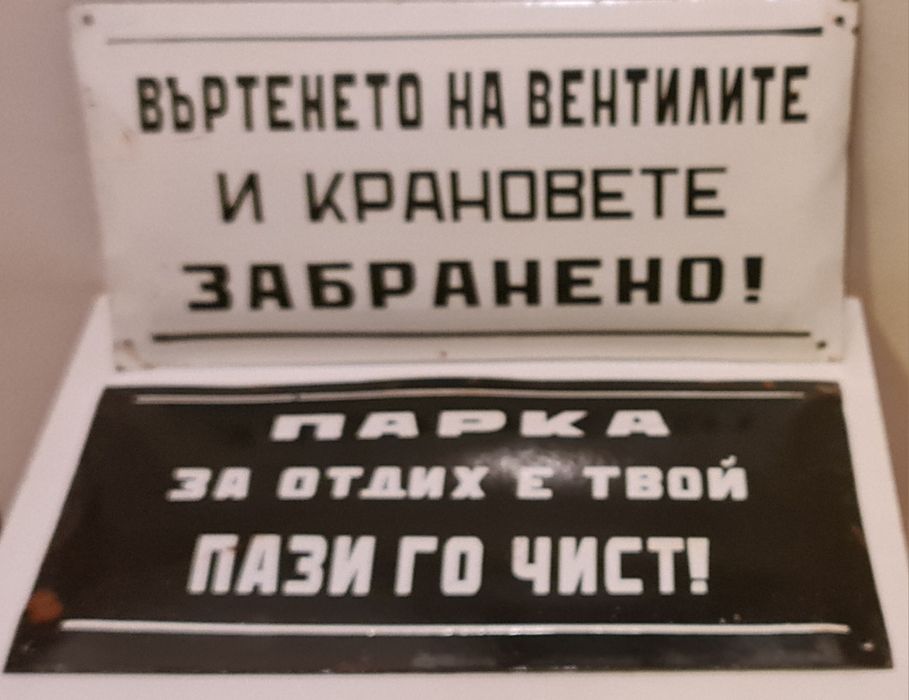 ВЪРТЕНЕТО НА ВЕНТИЛИТЕ
И КРАНОВЕТЕ
ЗАБРАНЕНО!
ПАРКА
ЗА ОТДИХ Е ТВОЙ
ПАЗИ ГО ЧИСТ!